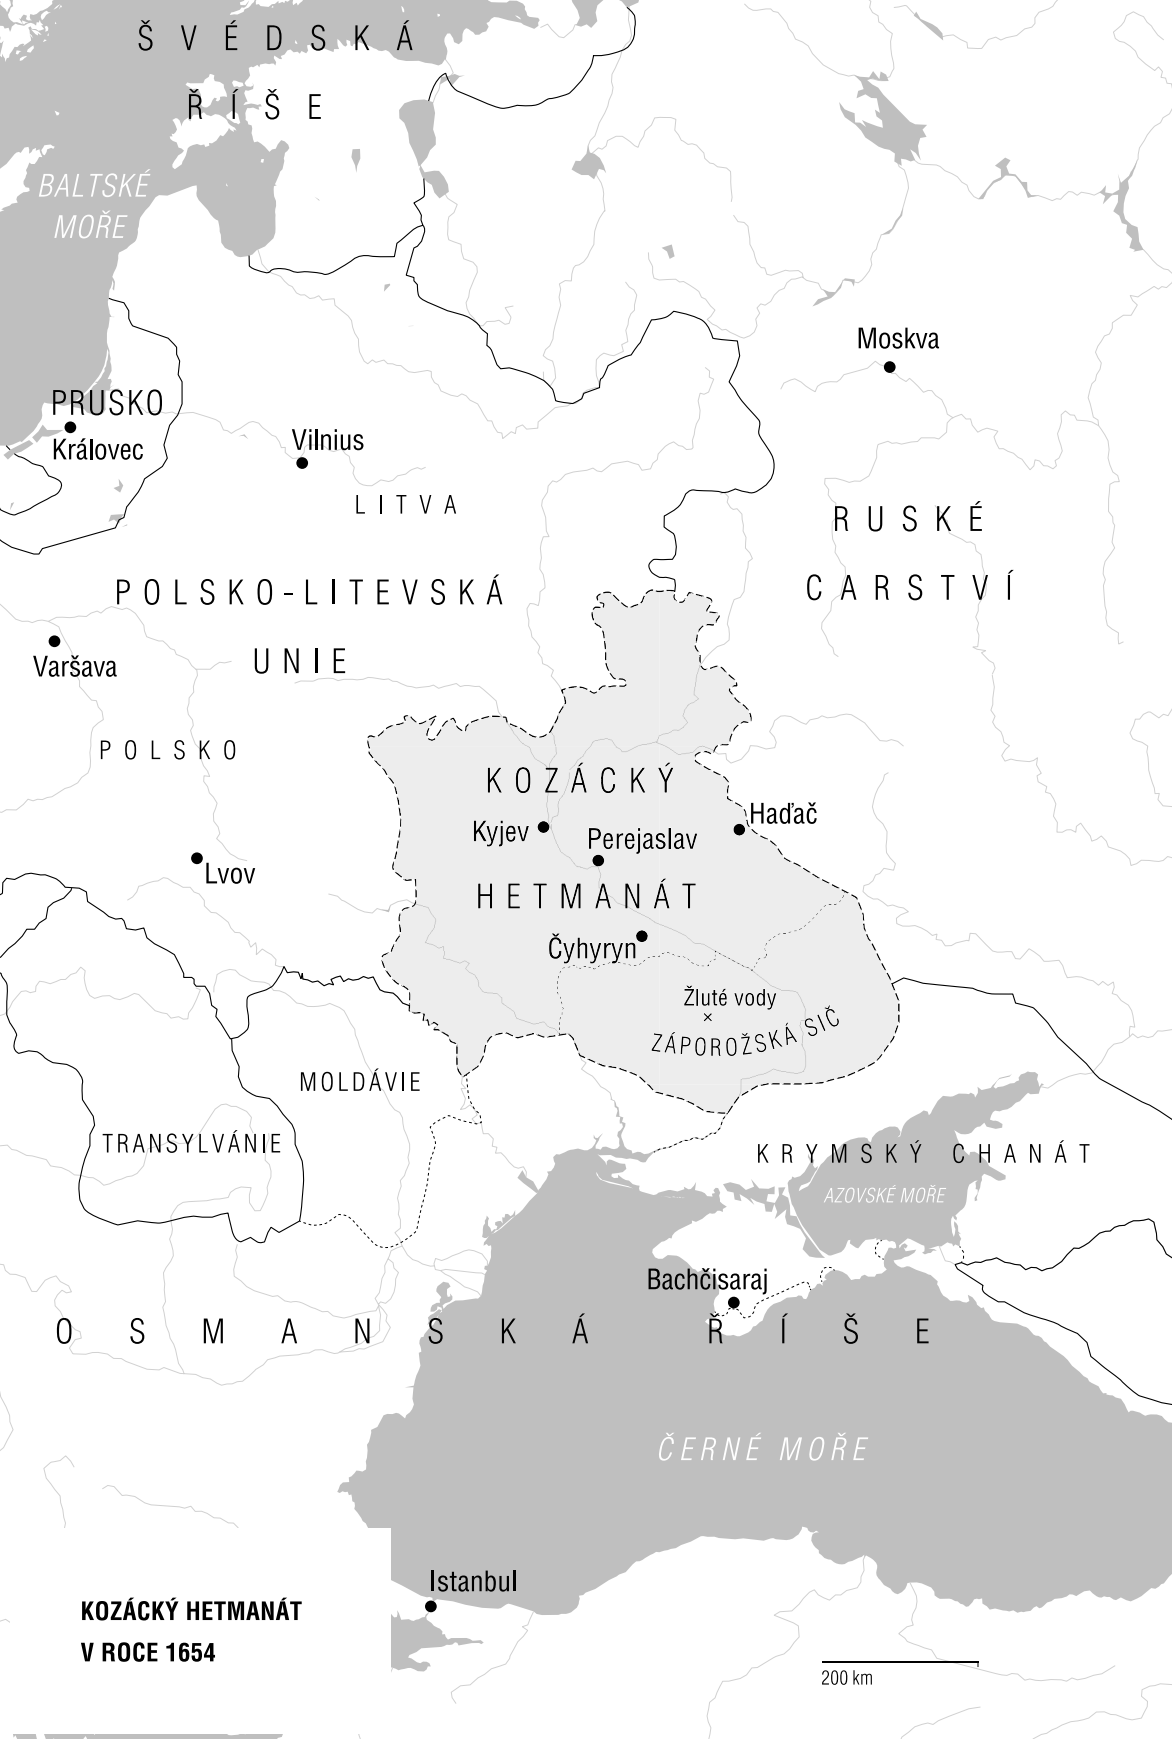 ŠVÉDSKÁ
ŘÍŠE
BALTSKÉ
MOŘE
Moskva
PRUSKO
Královec
Vilnius
LITVA
RUSKÉ
CARSTVÍ
POLSKO-LITEVSKÁ
UNIE
Varšava
POLSKO
KOZÁCKÝ
Haďač
Kyjev
Perejaslav
Lvov
HETMANÁT
Čyhyryn
Žluté vody
×
ZÁPOROŽSKÁ SIČ
MOLDÁVIE
TRANSYLVÁNIE
KRYMSKÝ CHANÁT
AZOVSKÉ MOŘE
Bachčisaraj
OSMANSKÁ ŘÍŠE
ČERNÉ MOŘE
Istanbul
KOZÁCKÝ HETMANÁT
V ROCE 1654
200 km